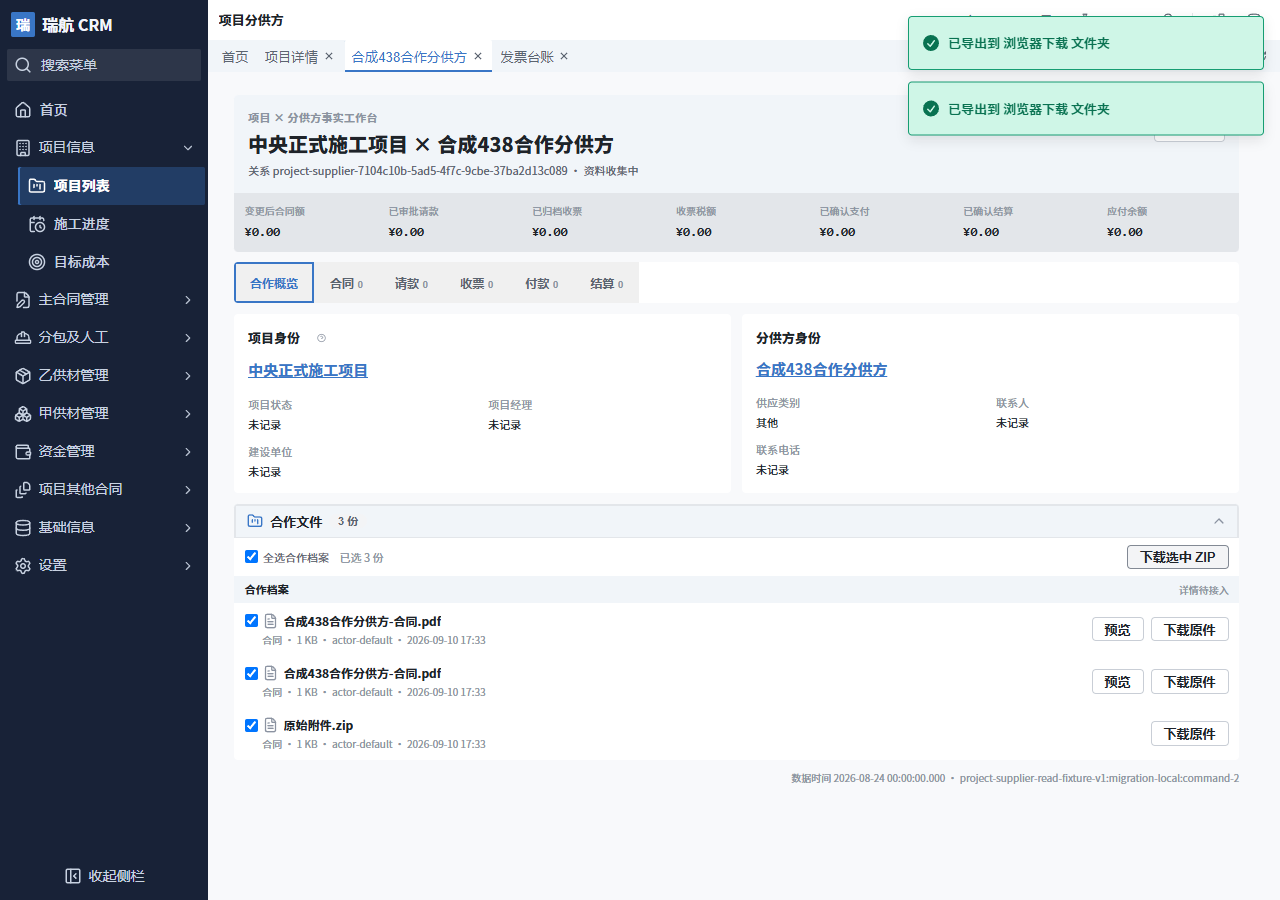 瑞 瑞航 CRM
搜索菜单
首页
项目信息
项目列表
施工进度
目标成本
主合同管理
分包及人工
乙供材管理
甲供材管理
资金管理
项目其他合同
基础信息
设置
收起侧栏
项目分供方
首页 项目详情 × 合成438合作分供方 × 发票台账 ×
已导出到 浏览器下载 文件夹
已导出到 浏览器下载 文件夹
项目 × 分供方事实工作台
中央正式施工项目 × 合成438合作分供方
关系 project-supplier-7104c10b-5ad5-4f7c-9cbe-37ba2d13c089 · 资料收集中
变更后合同额 已审批请款 已归档收票 收票税额 已确认支付 已确认结算 应付余额
¥0.00 ¥0.00 ¥0.00 ¥0.00 ¥0.00 ¥0.00 ¥0.00
合作概览 合同 0 请款 0 收票 0 付款 0 结算 0
项目身份
中央正式施工项目
项目状态 项目经理
未记录 未记录
建设单位
未记录
分供方身份
合成438合作分供方
供应类别 联系人
其他 未记录
联系电话
未记录
合作文件 3 份
全选合作档案 已选 3 份 下载选中 ZIP
合作档案 详情待接入
合成438合作分供方-合同.pdf
合同 · 1 KB · actor-default · 2026-09-10 17:33
预览 下载原件
合成438合作分供方-合同.pdf
合同 · 1 KB · actor-default · 2026-09-10 17:33
预览 下载原件
原始附件.zip
合同 · 1 KB · actor-default · 2026-09-10 17:33
下载原件
数据时间 2026-08-24 00:00:00.000 · project-supplier-read-fixture-v1:migration-local:command-2